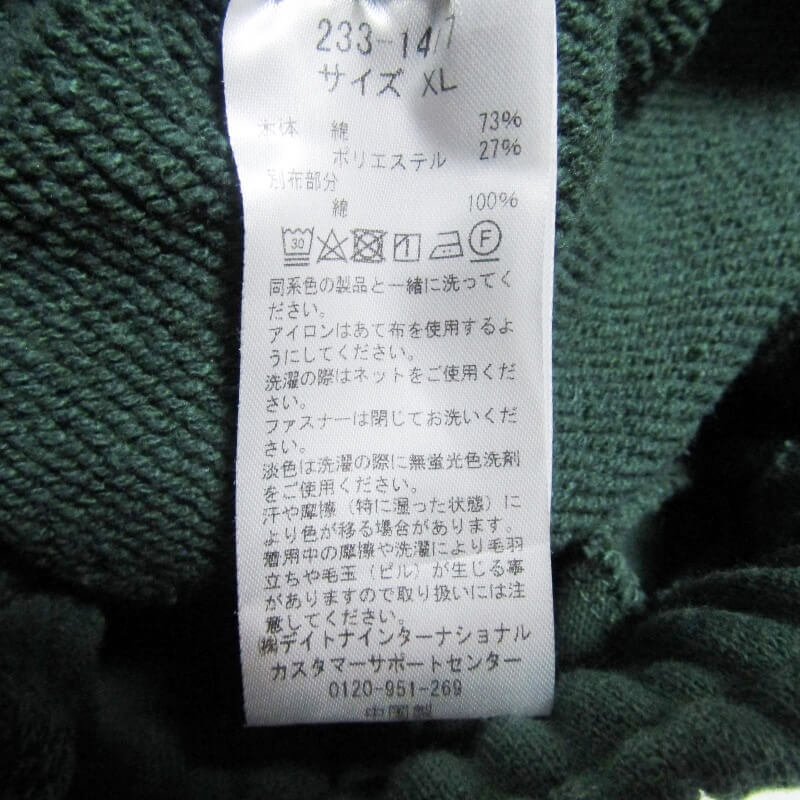 233-14/7
サイズ XL
本体 綿 73%
ポリエステル 27%
別布部分
綿 100%
30 F
同系色の製品と一緒に洗ってく
ださい。
アイロンはあて布を使用するよ
うにしてください。
洗濯の際はネットをご使用くだ
さい。
ファスナーは閉じてお洗いくだ
さい。
淡色は洗濯の際に無蛍光色洗剤
をご使用ください。
汗や摩擦（特に湿った状態）に
より色が移る場合があります。
着用中の摩擦や洗濯により毛羽
立ちや毛玉（ピル）が生じる事
がありますので取り扱いには注
意してください。
㈱デイトナインターナショナル
カスタマーサポートセンター
0120-951-269
中国製